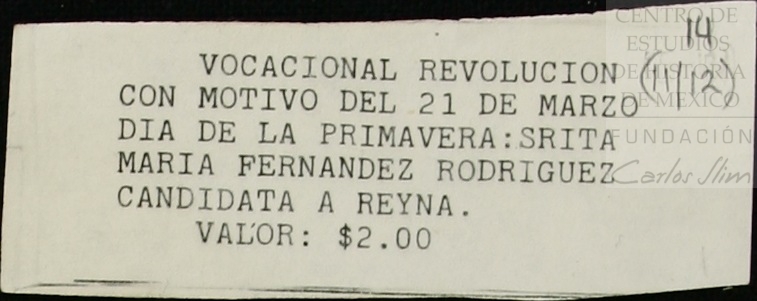 14
(11/12)
VOCACIONAL REVOLUCION
CON MOTIVO DEL 21 DE MARZO
DIA DE LA PRIMAVERA:SRITA
MARIA FERNANDEZ RODRIGUEZ
CANDIDATA A REYNA.
VALOR: $2.00
CENTRO DE
ESTUDIOS
DE HISTORIA
DE MEXICO
FUNDACIÓN
Carlos Slim